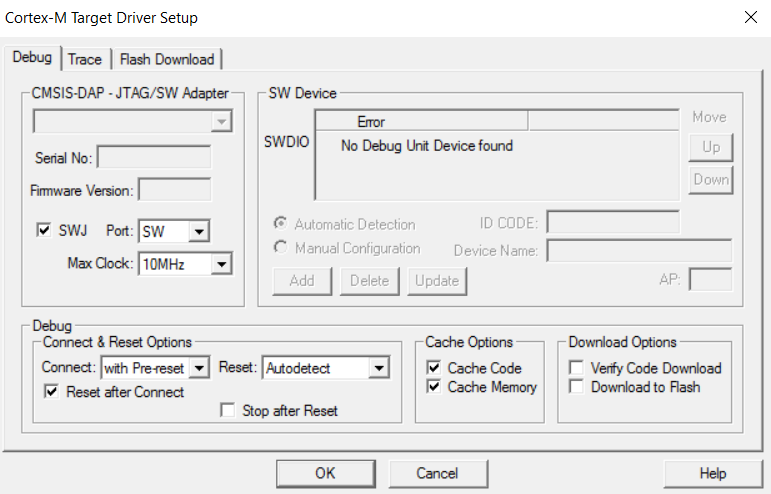 Cortex-M Target Driver Setup
Debug Trace Flash Download
CMSIS-DAP - JTAG/SW Adapter
Serial No:
Firmware Version:
SWJ Port: SW
Max Clock: 10MHz
SW Device
Error
SWDIO No Debug Unit Device found
Move
Up
Down
Automatic Detection
Manual Configuration
ID CODE:
Device Name:
Add Delete Update AP:
Debug
Connect & Reset Options
Connect: with Pre-reset Reset: Autodetect
Reset after Connect
Stop after Reset
Cache Options
Cache Code
Cache Memory
Download Options
Verify Code Download
Download to Flash
OK Cancel Help